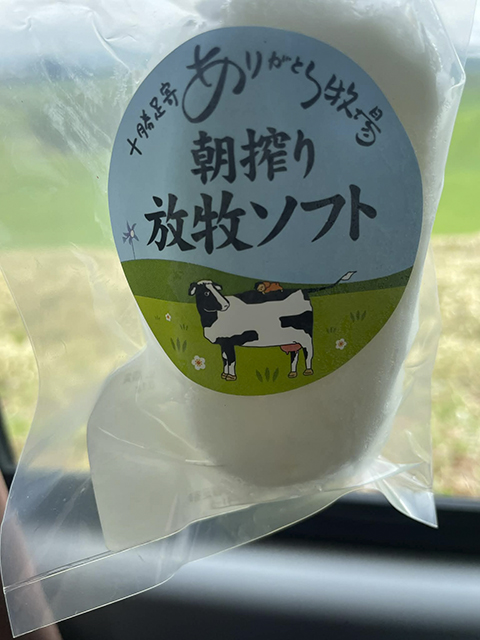 十勝足寄
ありがとう牧場
朝搾り
放牧ソフト